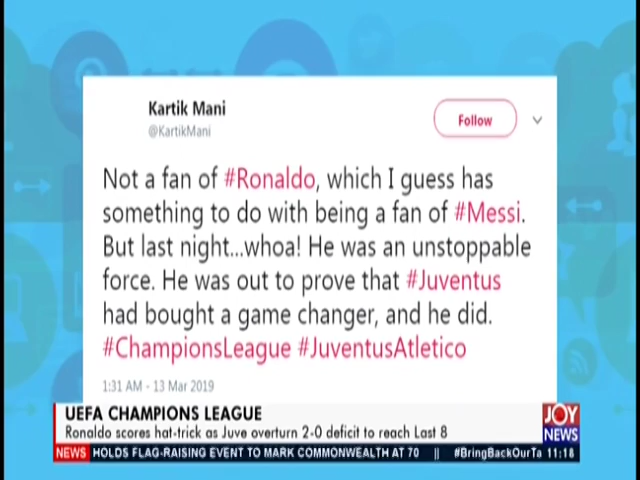 Kartik Mani
@KartikMani
Follow
Not a fan of #Ronaldo, which I guess has
something to do with being a fan of #Messi.
But last night...whoa! He was an unstoppable
force. He was out to prove that #Juventus
had bought a game changer, and he did.
#ChampionsLeague #JuventusAtletico
1:31 AM - 13 Mar 2019
UEFA CHAMPIONS LEAGUE
Ronaldo scores hat-trick as Juve overturn 2-0 deficit to reach Last 8
JOY
NEWS
NEWS HOLDS FLAG-RAISING EVENT TO MARK COMMONWEALTH AT 70 || #BringBackOurTa 11:18